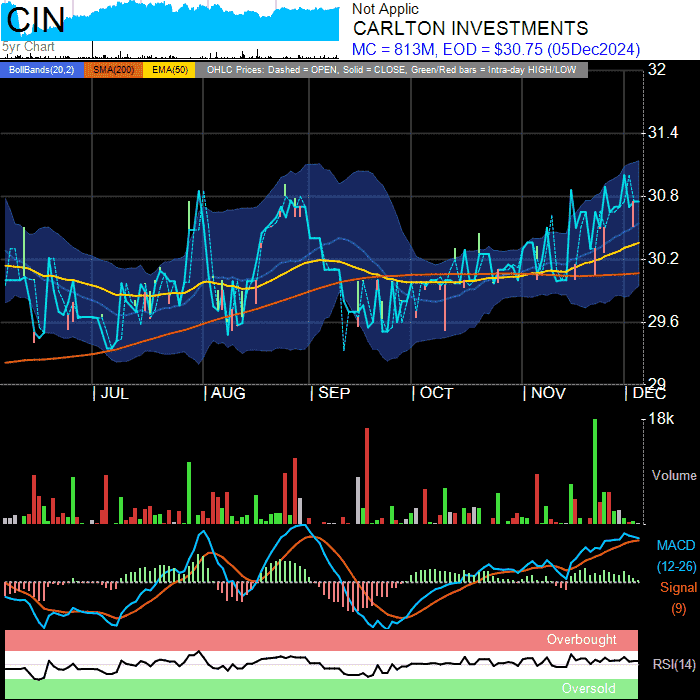 CIN
Not Applic
CARLTON INVESTMENTS
5yr Chart
MC = 813M, EOD = $30.75 (05Dec2024)
BollBands(20,2) SMA(200) EMA(50) OHLC Prices: Dashed = OPEN, Solid = CLOSE, Green/Red bars = Intra-day HIGH/LOW
32
31.4
30.8
30.2
29.6
29
| JUL | AUG | SEP | OCT | NOV | DEC
18k
Volume
MACD
(12-26)
Signal
(9)
Overbought
RSI(14)
Oversold